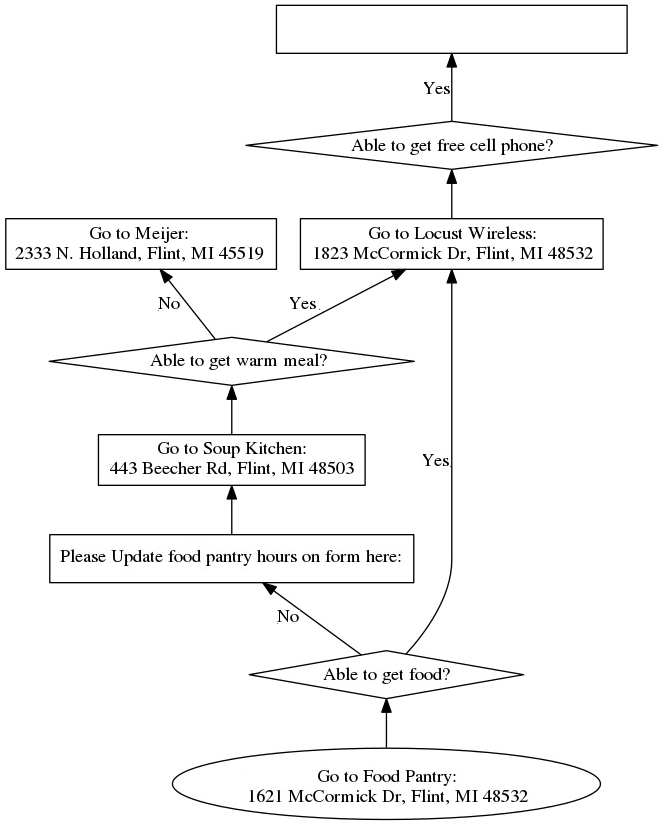 Yes
Able to get free cell phone?
Go to Meijer:
2333 N. Holland, Flint, MI 45519
Go to Locust Wireless:
1823 McCormick Dr, Flint, MI 48532
No
Yes
Able to get warm meal?
Go to Soup Kitchen:
443 Beecher Rd, Flint, MI 48503
Yes
Please Update food pantry hours on form here:
No
Able to get food?
Go to Food Pantry:
1621 McCormick Dr, Flint, MI 48532